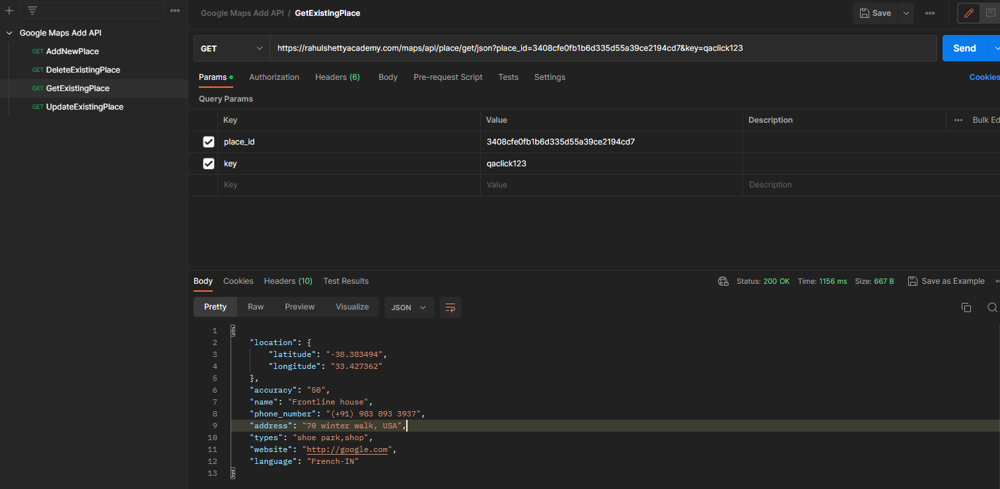 Google Maps Add API / GetExistingPlace
Save
Google Maps Add API
GET AddNewPlace
GET DeleteExistingPlace
GET GetExistingPlace
GET UpdateExistingPlace
GET
https://rahulshettyacademy.com/maps/api/place/get/json?place_id=3408cfe0fb1b6d335d55a39ce2194cd7&key=qaclick123
Send
Params Authorization Headers (6) Body Pre-request Script Tests Settings Cookies
Query Params
Key Value Description Bulk Ed
place_id 3408cfe0fb1b6d335d55a39ce2194cd7
key qaclick123
Key Value Description
Body Cookies Headers (10) Test Results Status: 200 OK Time: 1156 ms Size: 667 B Save as Example
Pretty Raw Preview Visualize JSON
1 {
2 "location": {
3 "latitude": "-38.383494",
4 "longitude": "33.427362"
5 },
6 "accuracy": "50",
7 "name": "Frontline house",
8 "phone_number": "(+91) 983 893 3937",
9 "address": "70 winter walk, USA",
10 "types": "shoe park,shop",
11 "website": "http://google.com",
12 "language": "French-IN"
13 }